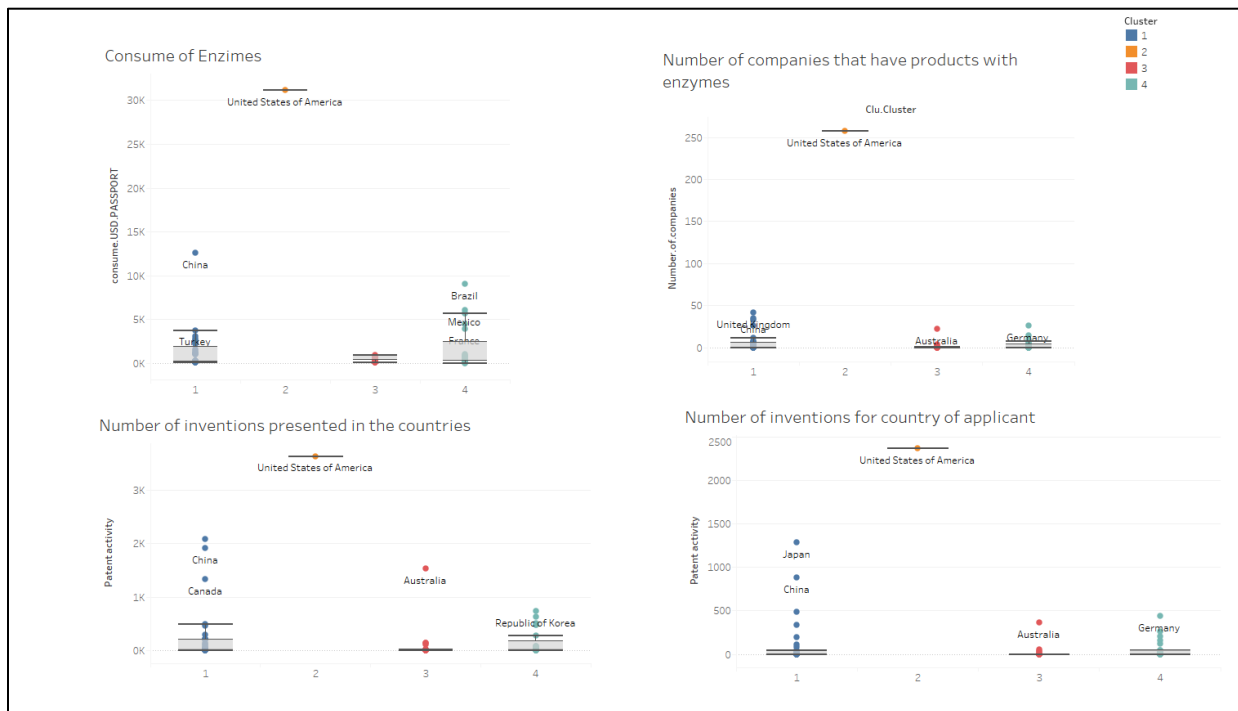 Cluster
1
2
3
4
Consume of Enzimes
consume.USD.PASSPORT
30K
25K
20K
15K
10K
5K
0K
United States of America
China
Turkey
Brazil
Mexico
France
1
2
3
4
Number of companies that have products with
enzymes
Clu.Cluster
Number.of.companies
250
200
150
100
50
0
United States of America
United Kingdom
China
Australia
Germany
1
2
3
4
Number of inventions presented in the countries
Patent activity
3K
2K
1K
0K
United States of America
China
Canada
Australia
Republic of Korea
1
2
3
4
Number of inventions for country of applicant
Patent activity
2500
2000
1500
1000
500
0
United States of America
Japan
China
Australia
Germany
1
2
3
4